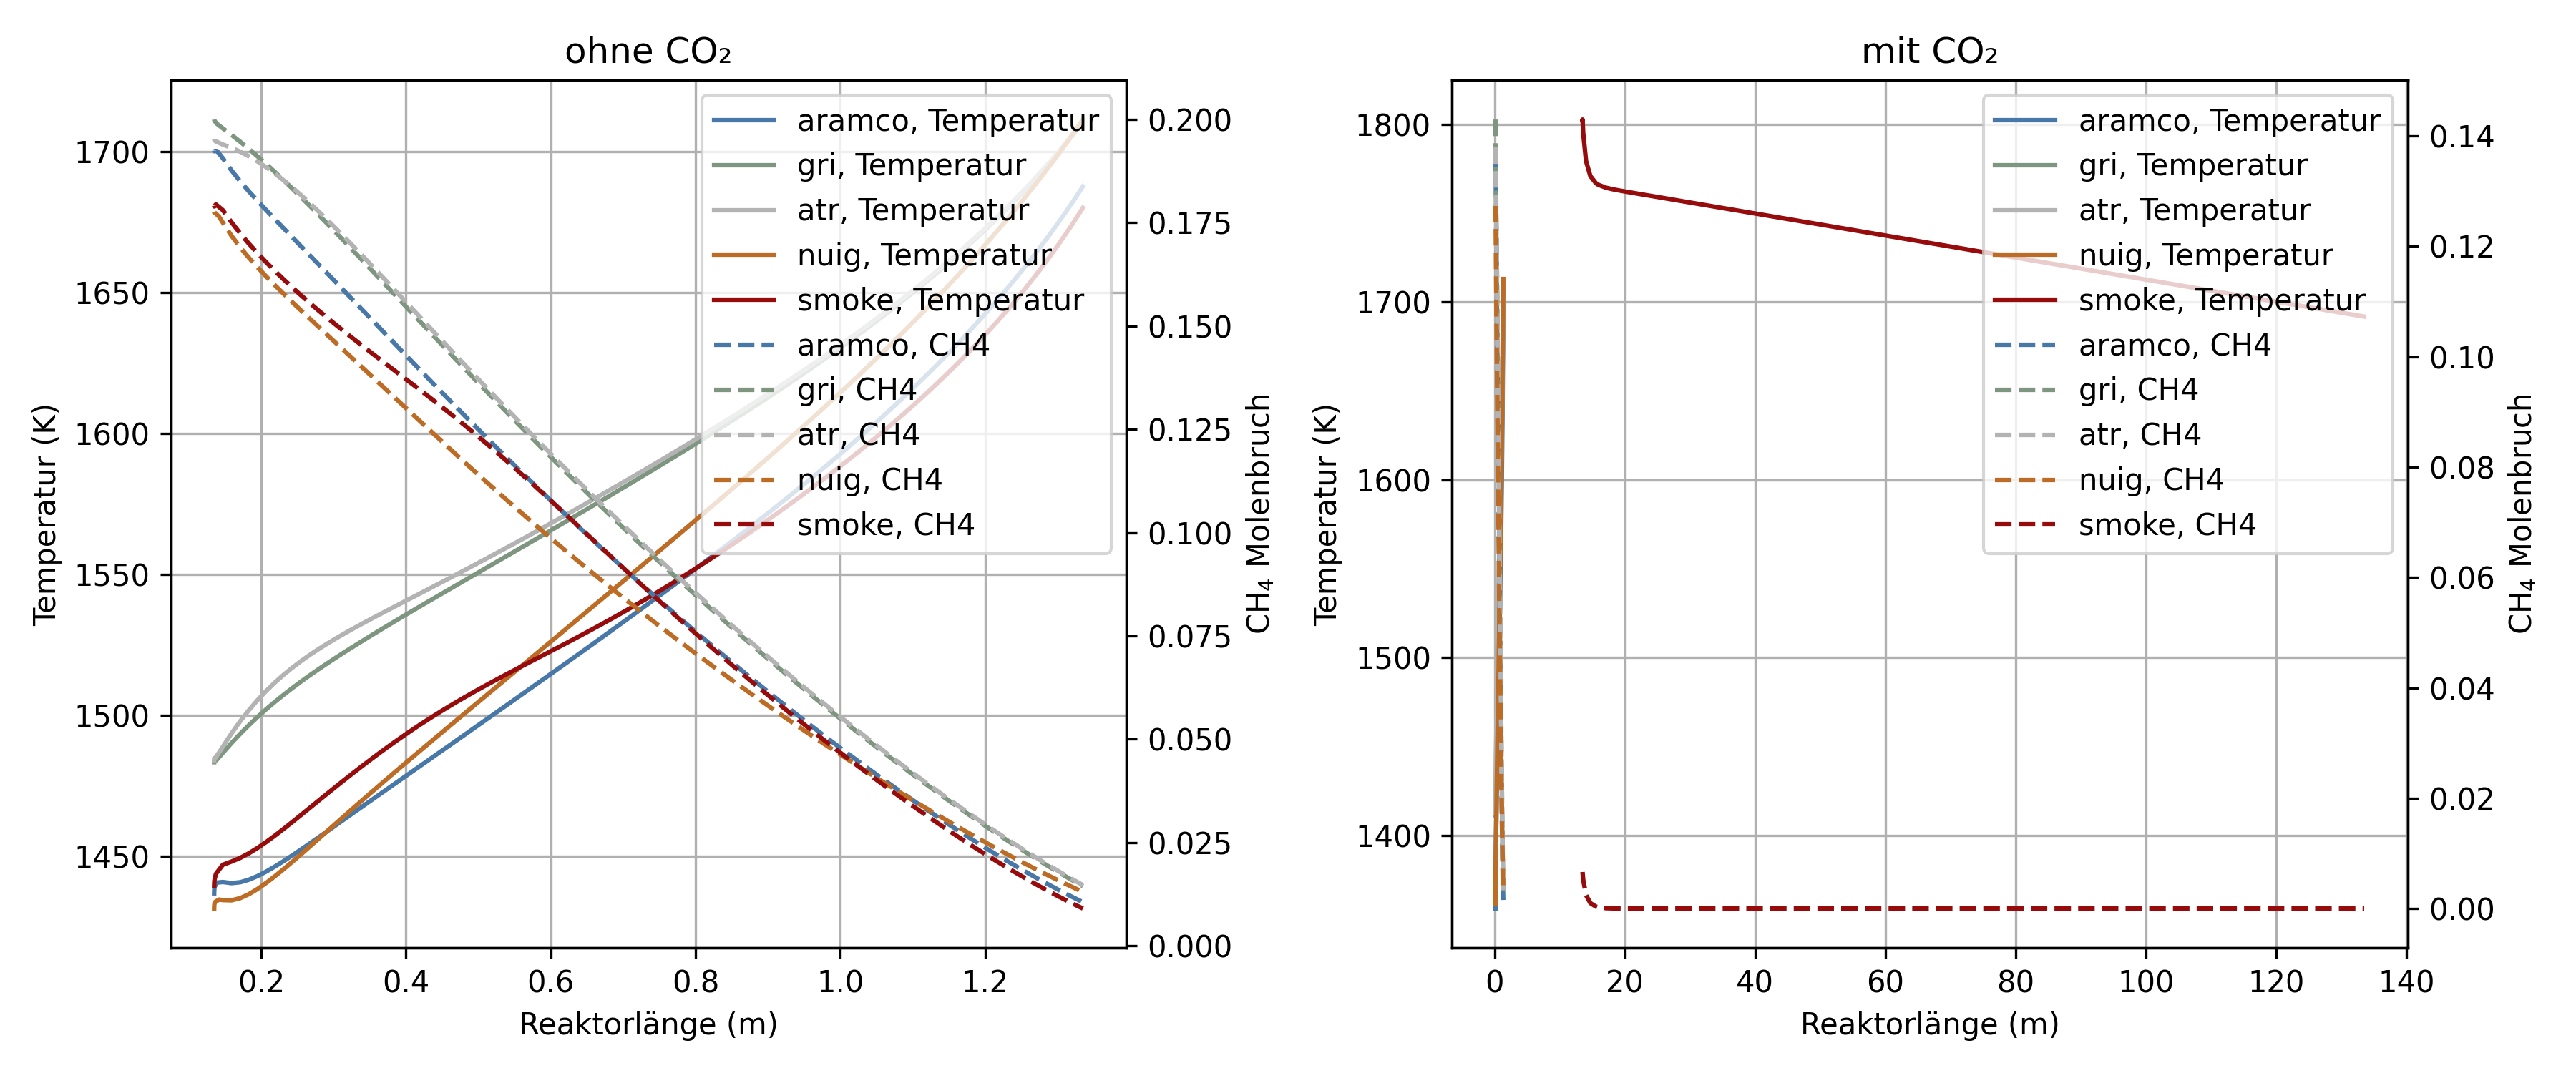 ohne CO₂
1700
1650
1600
1550
1500
1450
Temperatur (K)
0.2
0.4
0.6
0.8
1.0
1.2
Reaktorlänge (m)
0.200
0.175
0.150
0.125
0.100
0.075
0.050
0.025
0.000
CH₄ Molenbruch
aramco, Temperatur
gri, Temperatur
atr, Temperatur
nuig, Temperatur
smoke, Temperatur
aramco, CH4
gri, CH4
atr, CH4
nuig, CH4
smoke, CH4
mit CO₂
1800
1700
1600
1500
1400
Temperatur (K)
0
20
40
60
80
100
120
140
Reaktorlänge (m)
0.14
0.12
0.10
0.08
0.06
0.04
0.02
0.00
CH₄ Molenbruch
aramco, Temperatur
gri, Temperatur
atr, Temperatur
nuig, Temperatur
smoke, Temperatur
aramco, CH4
gri, CH4
atr, CH4
nuig, CH4
smoke, CH4